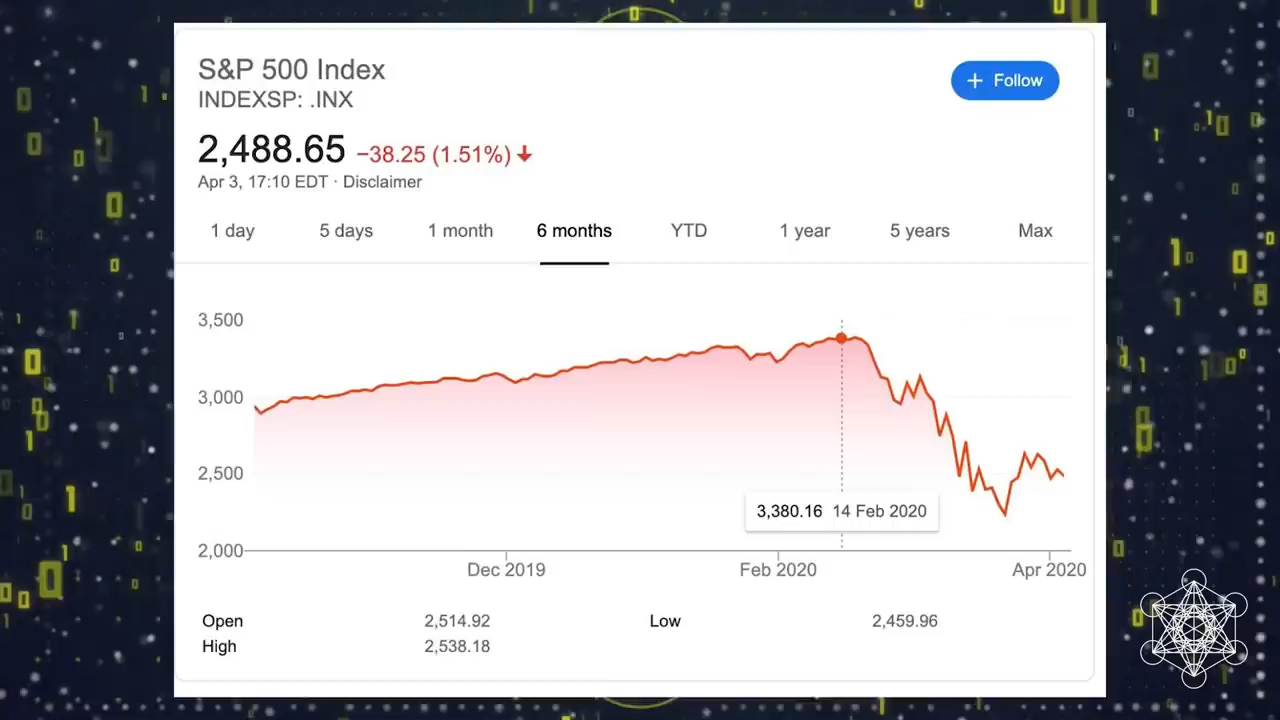 S&P 500 Index
INDEXSP: .INX
+ Follow
2,488.65 −38.25 (1.51%) ↓
Apr 3, 17:10 EDT · Disclaimer
1 day 5 days 1 month 6 months YTD 1 year 5 years Max
3,500
3,000
2,500
3,380.16 14 Feb 2020
2,000
Dec 2019 Feb 2020 Apr 2020
Open 2,514.92 Low 2,459.96
High 2,538.18